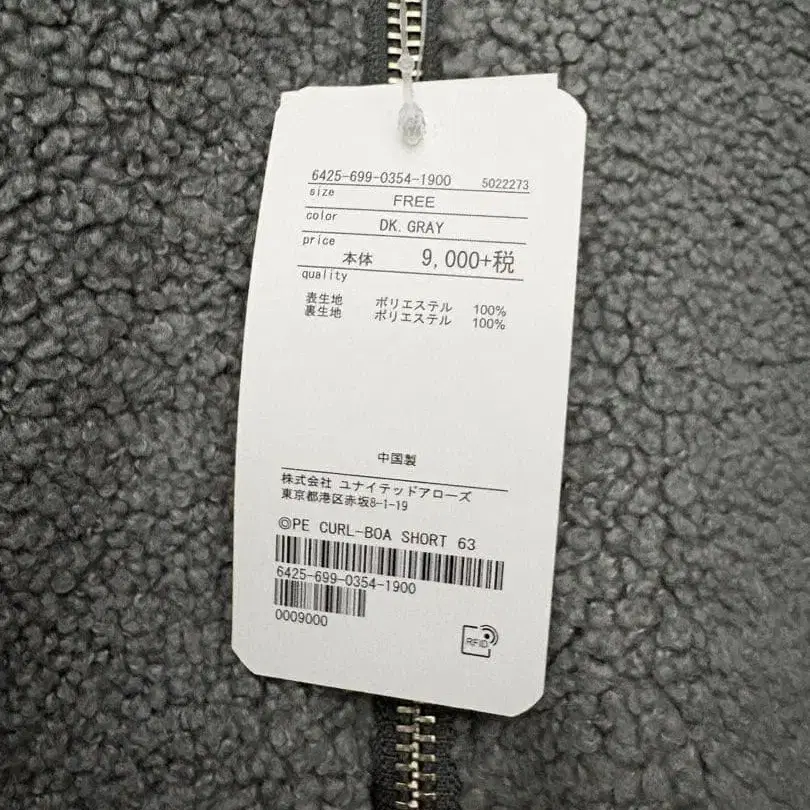 6425-699-0354-1900 5022273
size FREE
color DK. GRAY
price 本体 9,000+税
quality
表生地 ポリエステル 100%
裏生地 ポリエステル 100%
中国製
株式会社 ユナイテッドアローズ
東京都港区赤坂8-1-19
©PE CURL-BOA SHORT 63
6425-699-0354-1900
0009000
RFID